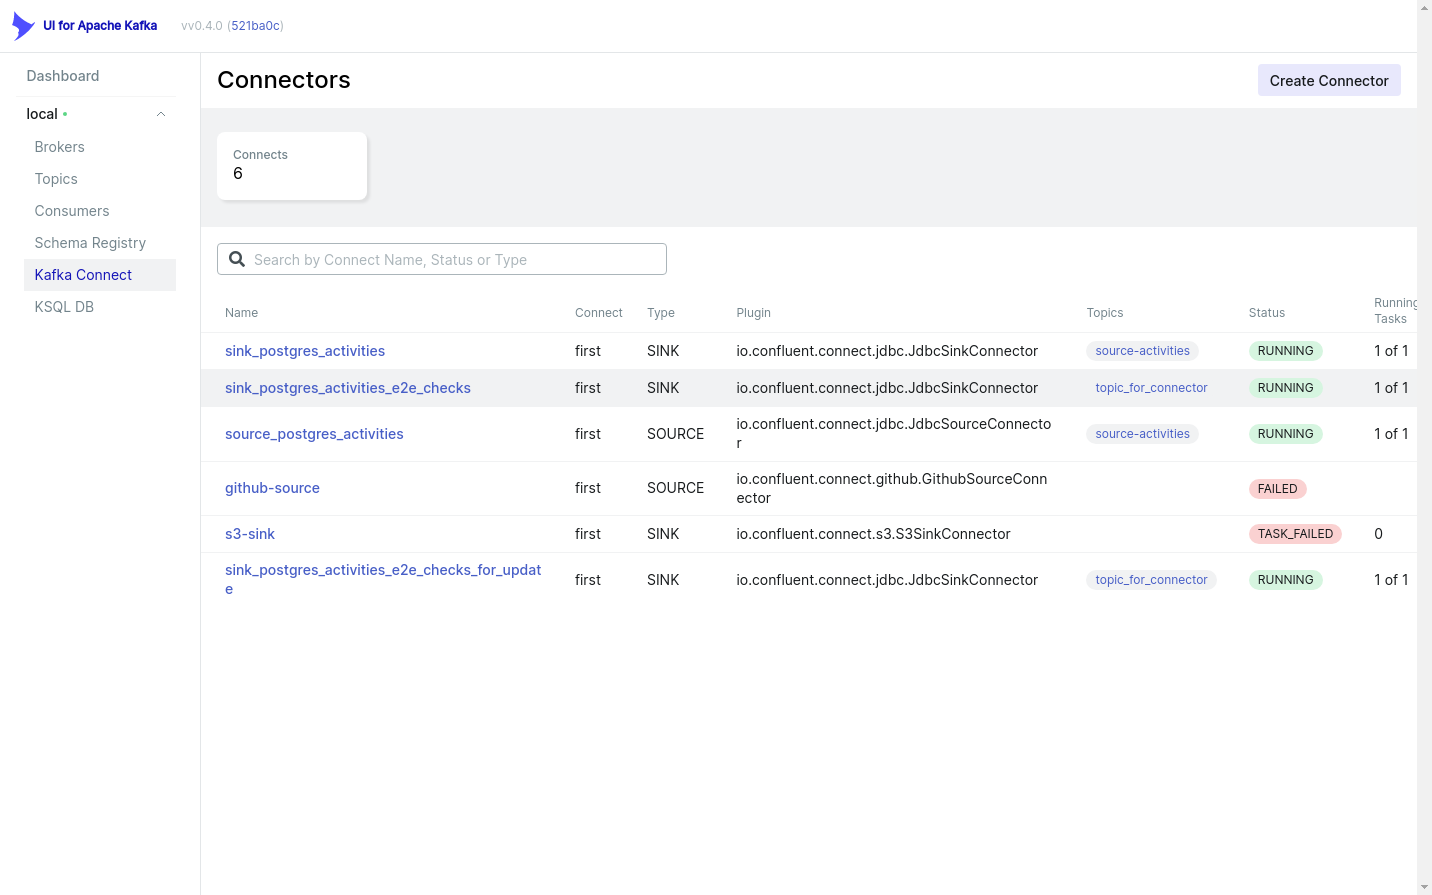 UI for Apache Kafka vv0.4.0 (521ba0c)
Dashboard
local
Brokers
Topics
Consumers
Schema Registry
Kafka Connect
KSQL DB
Connectors
Create Connector
Connects
6
Search by Connect Name, Status or Type
Name Connect Type Plugin Topics Status Running
Tasks
sink_postgres_activities first SINK io.confluent.connect.jdbc.JdbcSinkConnector source-activities RUNNING 1 of 1
sink_postgres_activities_e2e_checks first SINK io.confluent.connect.jdbc.JdbcSinkConnector topic_for_connector RUNNING 1 of 1
source_postgres_activities first SOURCE io.confluent.connect.jdbc.JdbcSourceConnecto
r source-activities RUNNING 1 of 1
github-source first SOURCE io.confluent.connect.github.GithubSourceConn
ector FAILED
s3-sink first SINK io.confluent.connect.s3.S3SinkConnector TASK_FAILED 0
sink_postgres_activities_e2e_checks_for_updat
e first SINK io.confluent.connect.jdbc.JdbcSinkConnector topic_for_connector RUNNING 1 of 1